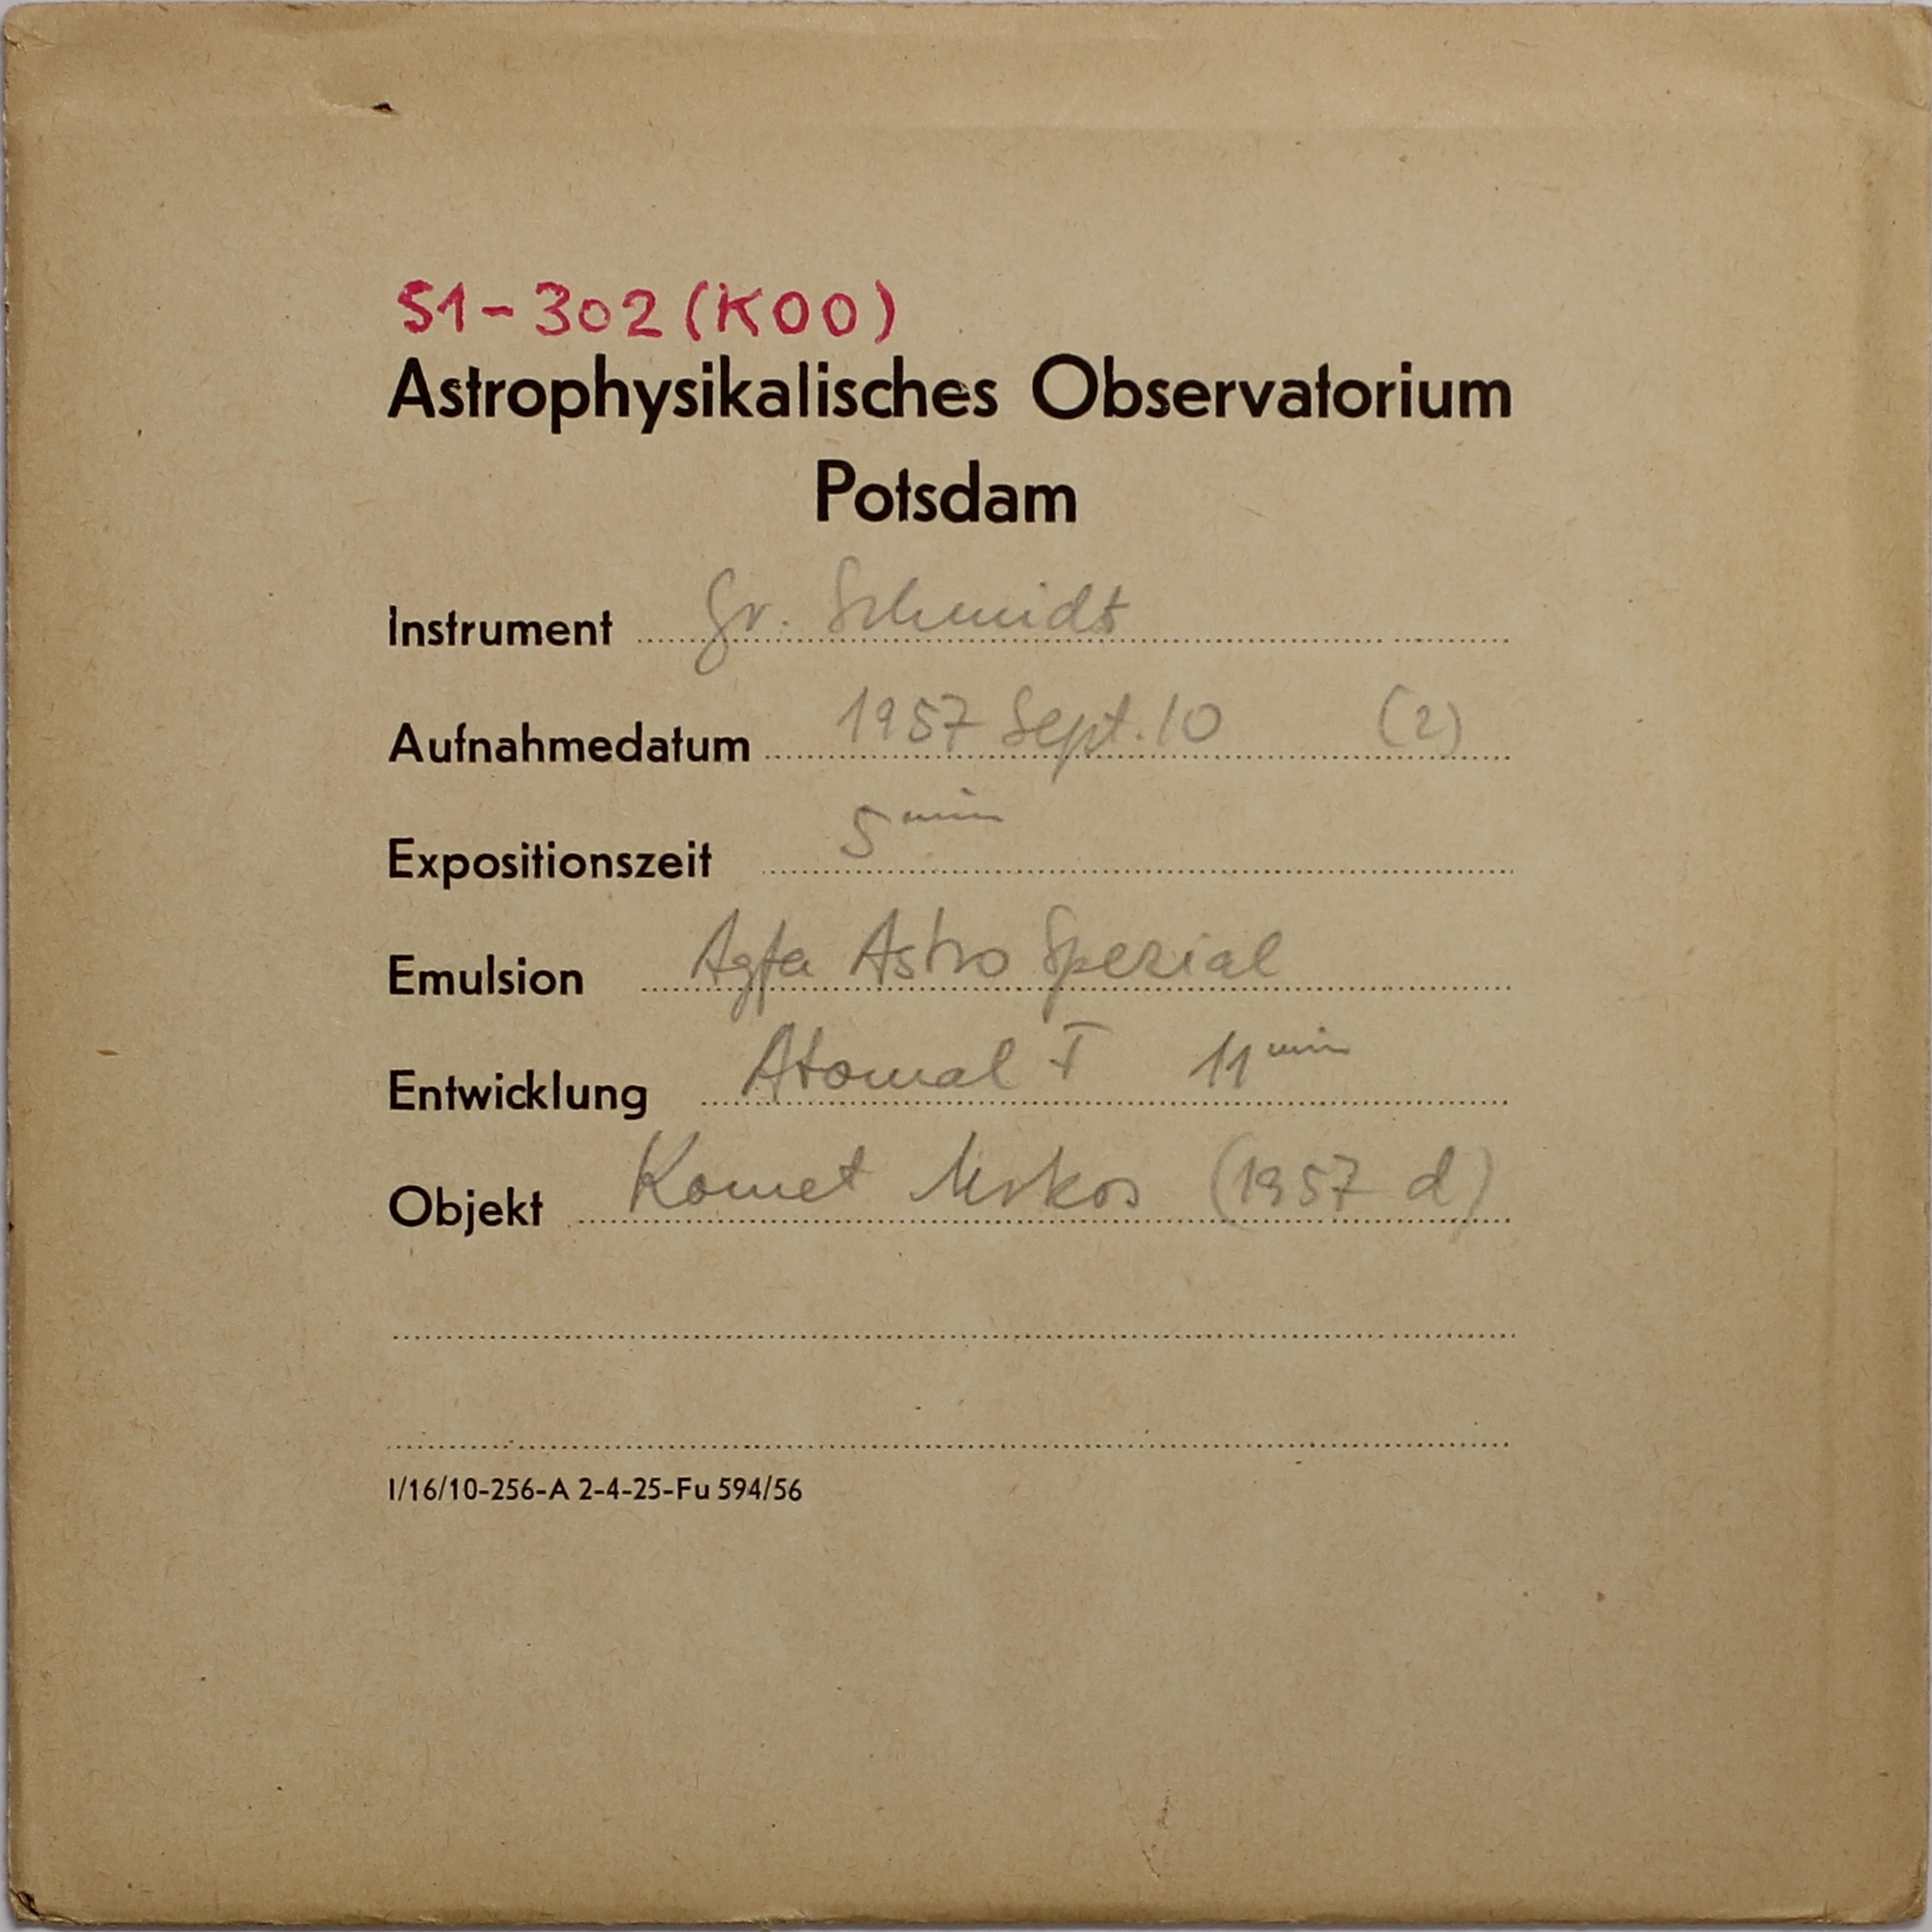 S1-302(K00)
Astrophysikalisches Observatorium
Potsdam
Instrument Gr. Schmidt
Aufnahmedatum 1957 Sept. 10 (2)
Expositionszeit 5 min
Emulsion Agfa Astro Spezial
Entwicklung Atomal I 11 min
Objekt Komet Mrkos (1957 d)
I/16/10-256-A 2-4-25-Fu 594/56